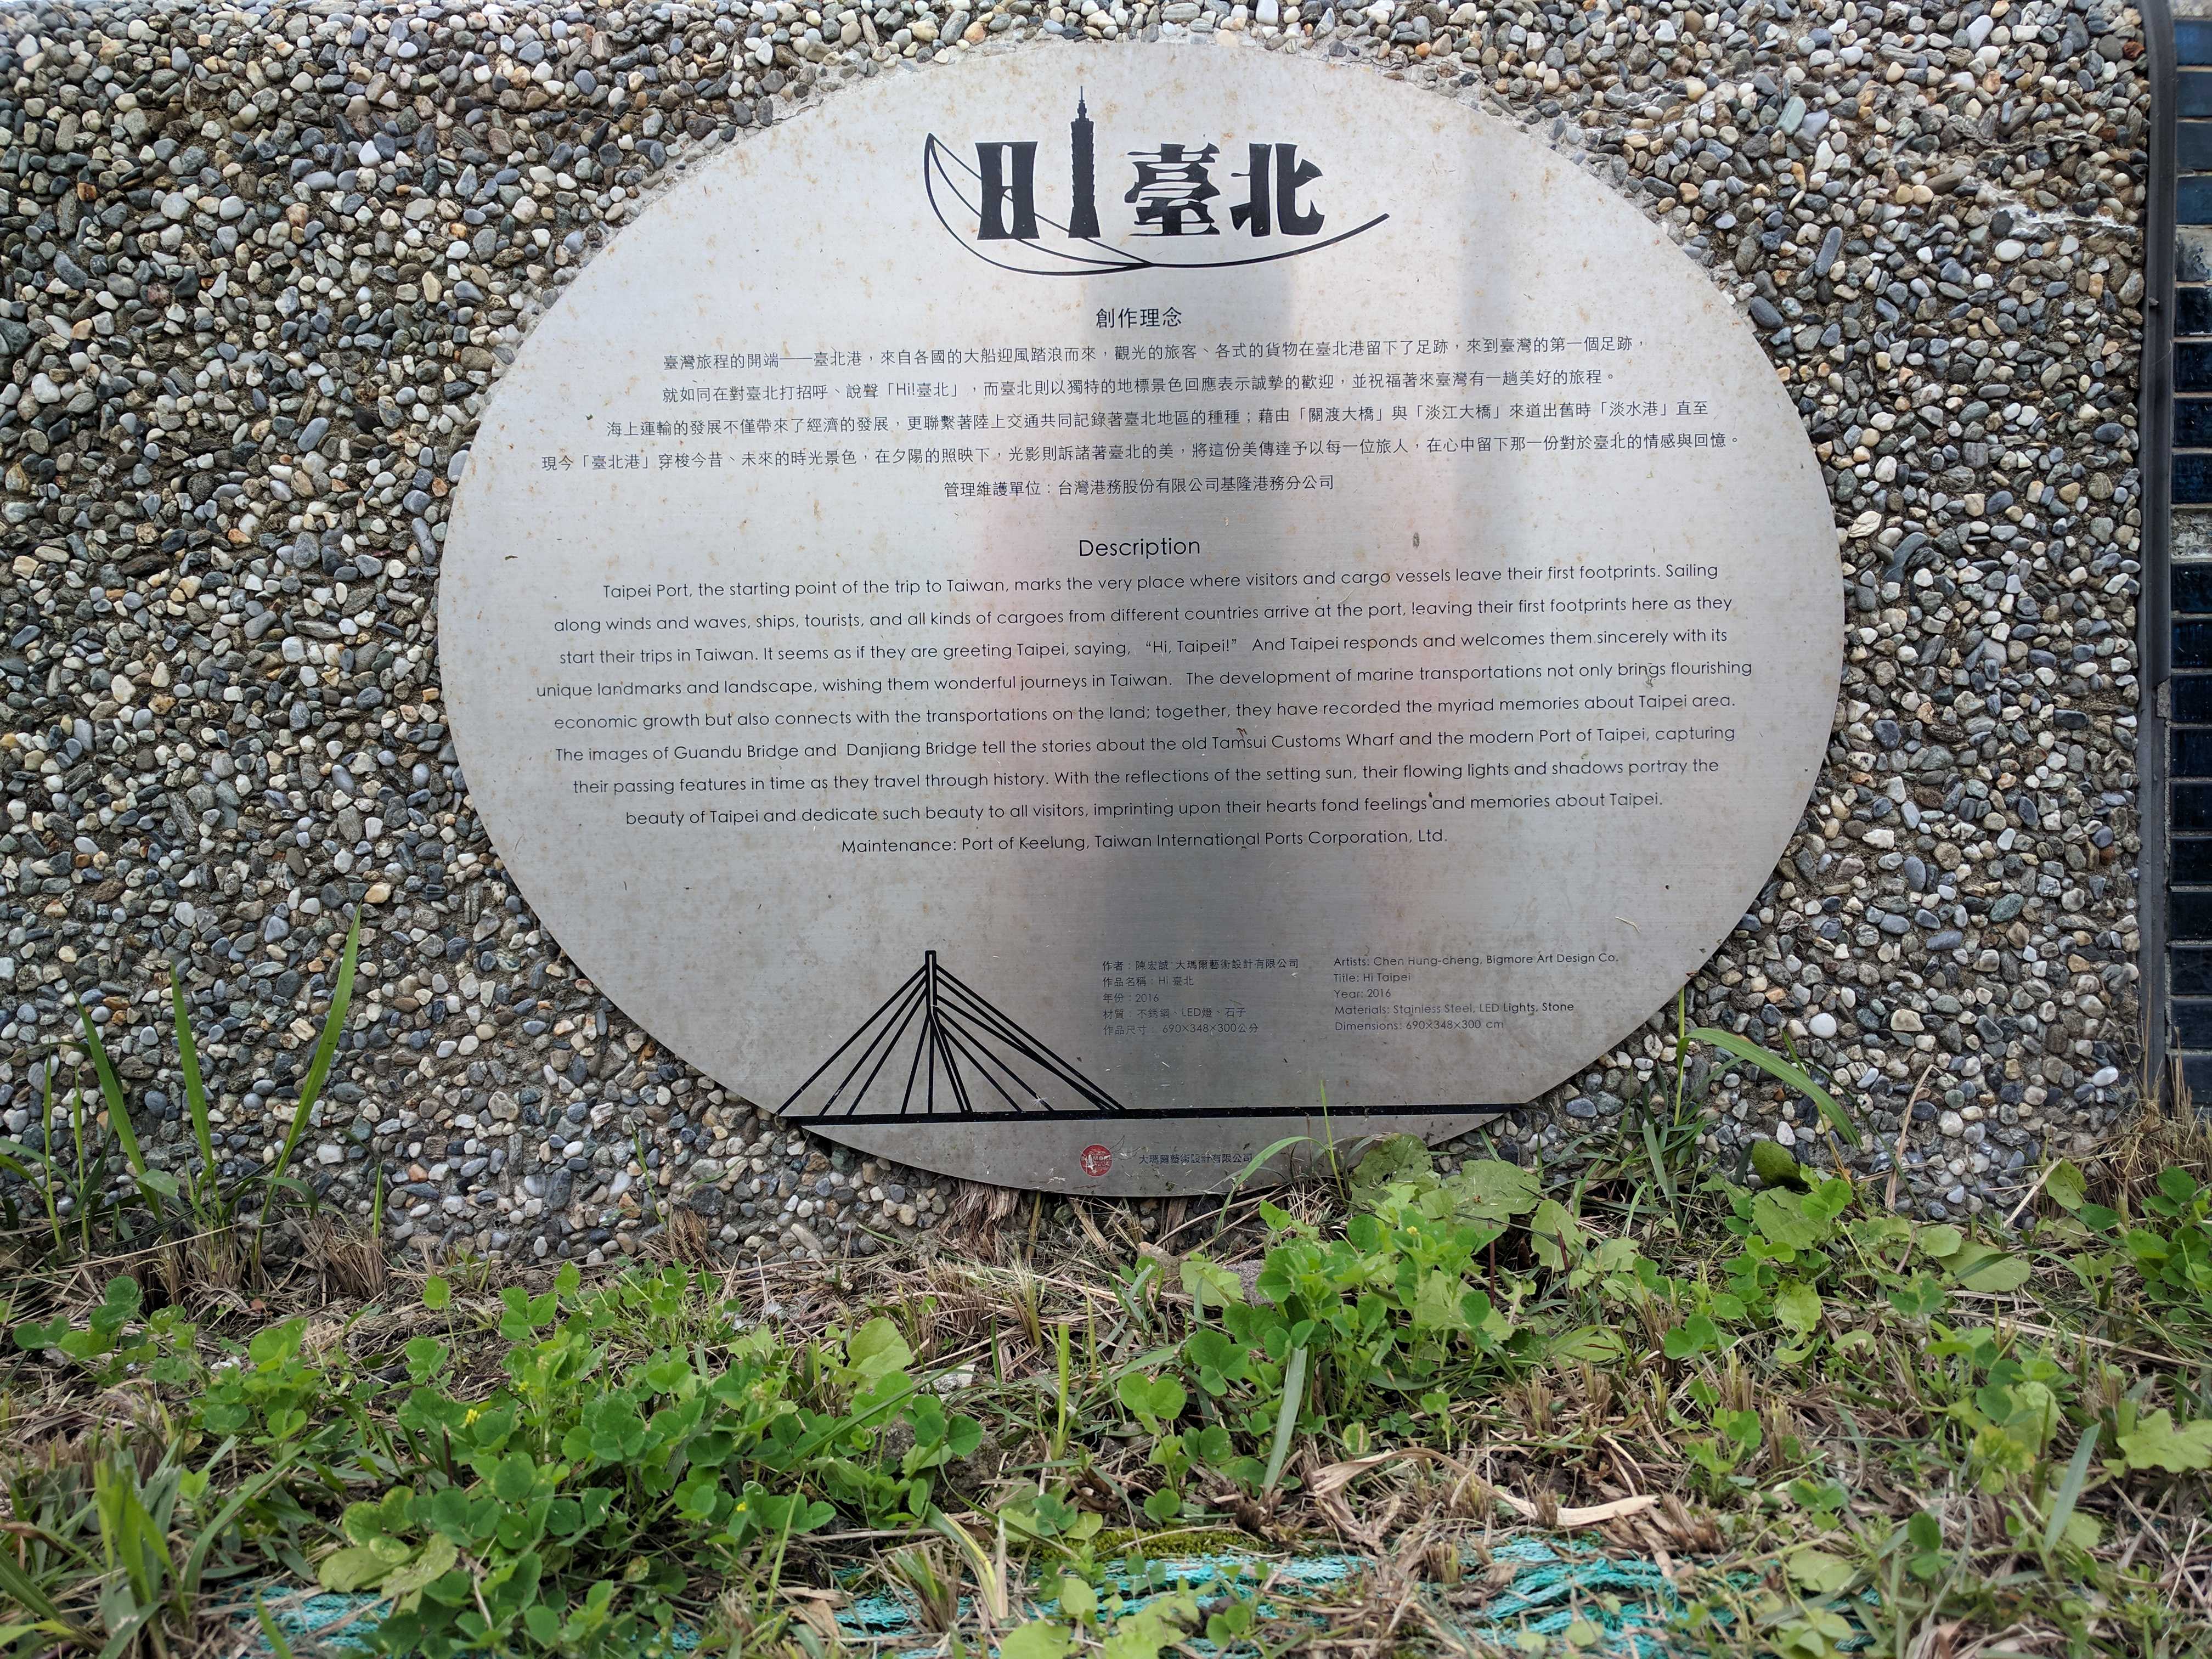 HI 臺北
創作理念
臺灣旅程的開端——臺北港，來自各國的大船迎風踏浪而來，觀光的旅客、各式的貨物在臺北港留下了足跡，來到臺灣的第一個足跡，
就如同在對臺北打招呼、說聲「Hi!臺北」，而臺北則以獨特的地標景色回應表示誠摯的歡迎，並祝福著來臺灣有一趟美好的旅程。
海上運輸的發展不僅帶來了經濟的發展，更聯繫著陸上交通共同記錄著臺北地區的種種；藉由「關渡大橋」與「淡江大橋」來道出舊時「淡水港」直至
現今「臺北港」穿梭今昔、未來的時光景色，在夕陽的照映下，光影則訴諸著臺北的美，將這份美傳達予以每一位旅人，在心中留下那一份對於臺北的情感與回憶。
管理維護單位：台灣港務股份有限公司基隆港務分公司
Description
Taipei Port, the starting point of the trip to Taiwan, marks the very place where visitors and cargo vessels leave their first footprints. Sailing
along winds and waves, ships, tourists, and all kinds of cargoes from different countries arrive at the port, leaving their first footprints here as they
start their trips in Taiwan. It seems as if they are greeting Taipei, saying, “Hi, Taipei!” And Taipei responds and welcomes them sincerely with its
unique landmarks and landscape, wishing them wonderful journeys in Taiwan. The development of marine transportations not only brings flourishing
economic growth but also connects with the transportations on the land; together, they have recorded the myriad memories about Taipei area.
The images of Guandu Bridge and Danjiang Bridge tell the stories about the old Tamsui Customs Wharf and the modern Port of Taipei, capturing
their passing features in time as they travel through history. With the reflections of the setting sun, their flowing lights and shadows portray the
beauty of Taipei and dedicate such beauty to all visitors, imprinting upon their hearts fond feelings and memories about Taipei.
Maintenance: Port of Keelung, Taiwan International Ports Corporation, Ltd.
作者：陳宏誠 大瑪爾藝術設計有限公司
作品名稱：Hi 臺北
年份：2016
材質：不銹鋼、LED燈、石子
作品尺寸：690×348×300公分
Artists: Chen Hung-cheng, Bigmore Art Design Co.
Title: Hi Taipei
Year: 2016
Materials: Stainless Steel, LED Lights, Stone
Dimensions: 690×348×300 cm
大瑪爾藝術設計有限公司